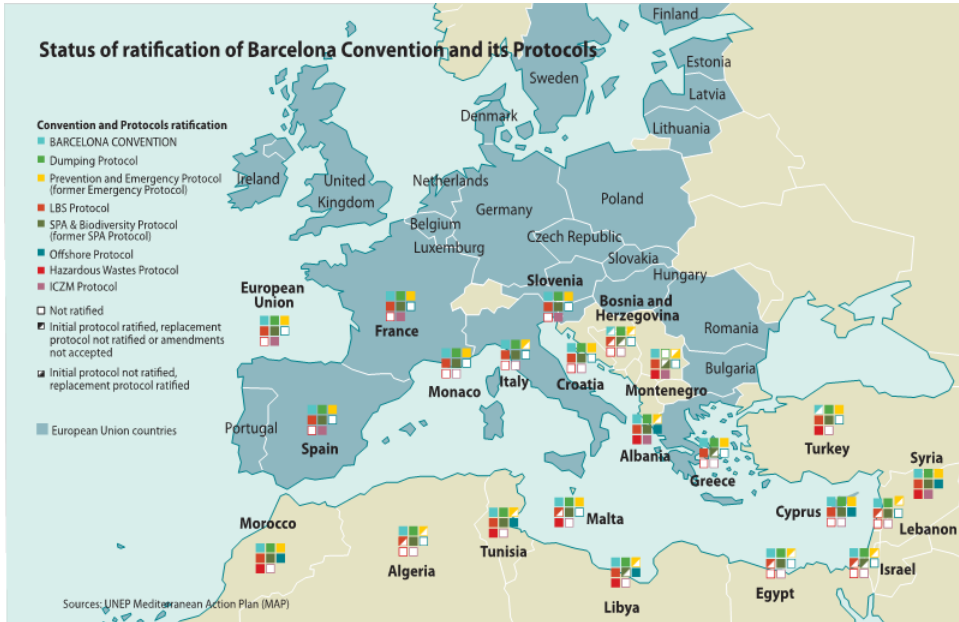 Status of ratification of Barcelona Convention and its Protocols
Convention and Protocols ratification
BARCELONA CONVENTION
Dumping Protocol
Prevention and Emergency Protocol
(former Emergency Protocol)
LBS Protocol
SPA & Biodiversity Protocol
(former SPA Protocol)
Offshore Protocol
Hazardous Wastes Protocol
ICZM Protocol
Not ratified
Initial protocol ratified, replacement
protocol not ratified or amendments
not accepted
Initial protocol not ratified,
replacement protocol ratified
European Union countries
Finland
Estonia
Sweden
Latvia
Denmark
Lithuania
Ireland
United
Kingdom
Netherlands
Poland
Germany
Belgium
Czech Republic
Luxemburg
Slovakia
Hungary
Slovenia
European
Union
Bosnia and
Herzegovina
France
Romania
Bulgaria
Monaco
Italy
Croatia
Montenegro
Portugal
Spain
Albania
Greece
Turkey
Syria
Cyprus
Lebanon
Morocco
Malta
Tunisia
Algeria
Israel
Egypt
Libya
Sources: UNEP Mediterranean Action Plan (MAP)